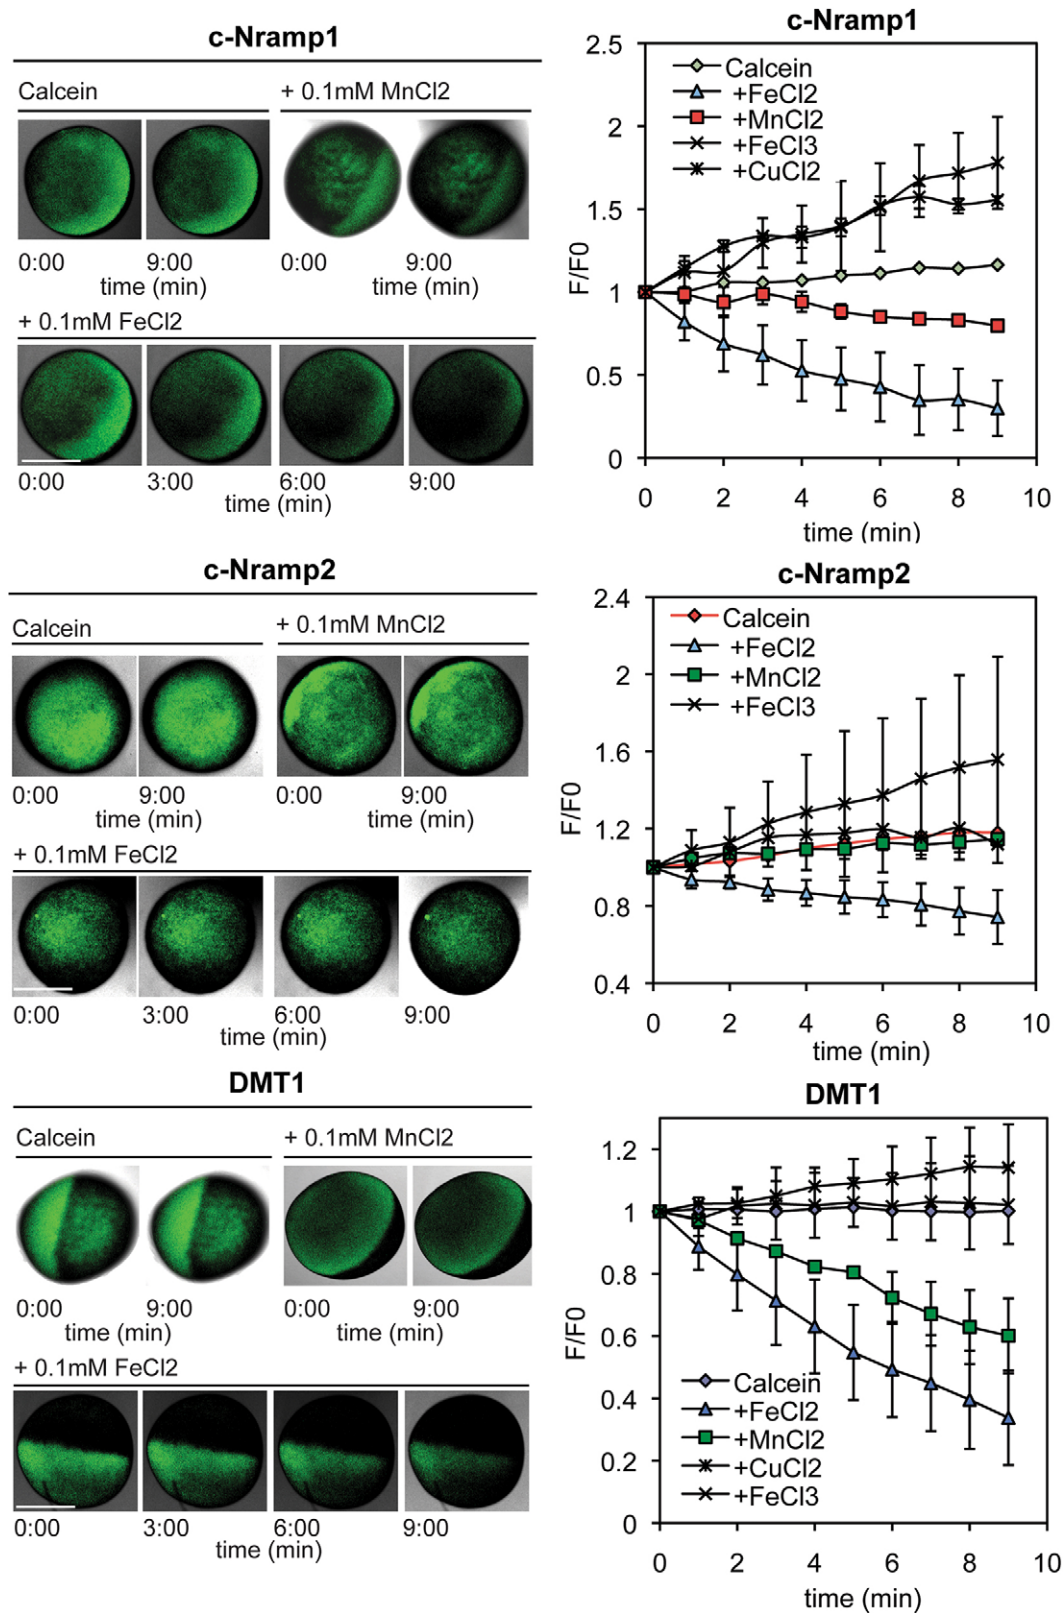 c-Nramp1
Calcein
+ 0.1mM MnCl2
0:00
9:00
time (min)
0:00
9:00
time (min)
+ 0.1mM FeCl2
0:00
3:00
6:00
9:00
time (min)
c-Nramp1
F/F0
2.5
2
1.5
1
0.5
0
Calcein
+FeCl2
+MnCl2
+FeCl3
+CuCl2
0 2 4 6 8 10
time (min)
c-Nramp2
Calcein
+ 0.1mM MnCl2
0:00
9:00
time (min)
0:00
9:00
time (min)
+ 0.1mM FeCl2
0:00
3:00
6:00
9:00
time (min)
c-Nramp2
F/F0
2.4
2
1.6
1.2
0.8
0.4
Calcein
+FeCl2
+MnCl2
+FeCl3
0 2 4 6 8 10
time (min)
DMT1
Calcein
+ 0.1mM MnCl2
0:00
9:00
time (min)
0:00
9:00
time (min)
+ 0.1mM FeCl2
0:00
3:00
6:00
9:00
time (min)
DMT1
F/F0
1.2
1
0.8
0.6
0.4
0.2
0
Calcein
+FeCl2
+MnCl2
+CuCl2
+FeCl3
0 2 4 6 8 10
time (min)